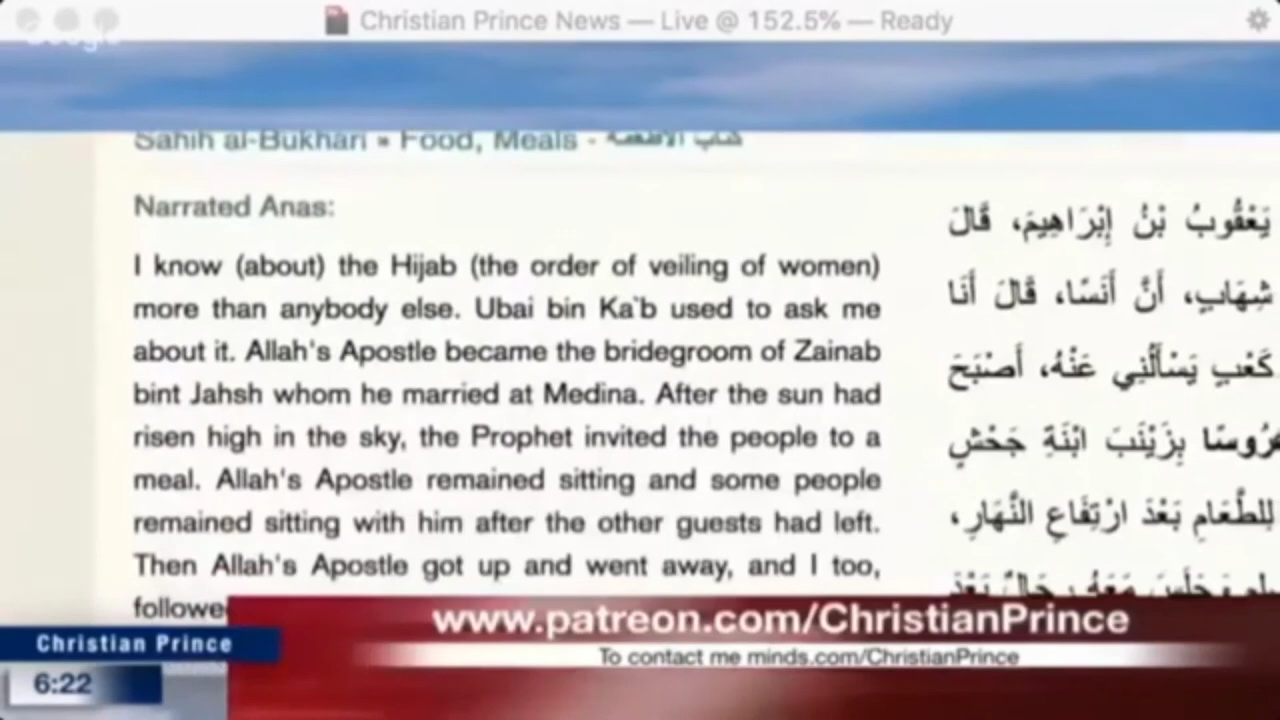 Christian Prince News — Live @ 152.5% — Ready
Google
Sahih al-Bukhari » Food, Meals - كتاب الأطعمة
Narrated Anas:
I know (about) the Hijab (the order of veiling of women)
more than anybody else. Ubai bin Ka`b used to ask me
about it. Allah's Apostle became the bridegroom of Zainab
bint Jahsh whom he married at Medina. After the sun had
risen high in the sky, the Prophet invited the people to a
meal. Allah's Apostle remained sitting and some people
remained sitting with him after the other guests had left.
Then Allah's Apostle got up and went away, and I too,
يَعْقُوبُ بْنُ إِبْرَاهِيمَ، قَالَ
شِهَابٍ، أَنَّ أَنَسًا، قَالَ أَنَا
كَعْبٍ يَسْأَلُنِي عَنْهُ، أَصْبَحَ
عَرُوسًا بِزَيْنَبَ ابْنَةِ جَحْشٍ
لِلطَّعَامِ بَعْدَ ارْتِفَاعِ النَّهَارِ،
www.patreon.com/ChristianPrince
To contact me minds.com/ChristianPrince
Christian Prince
6:22